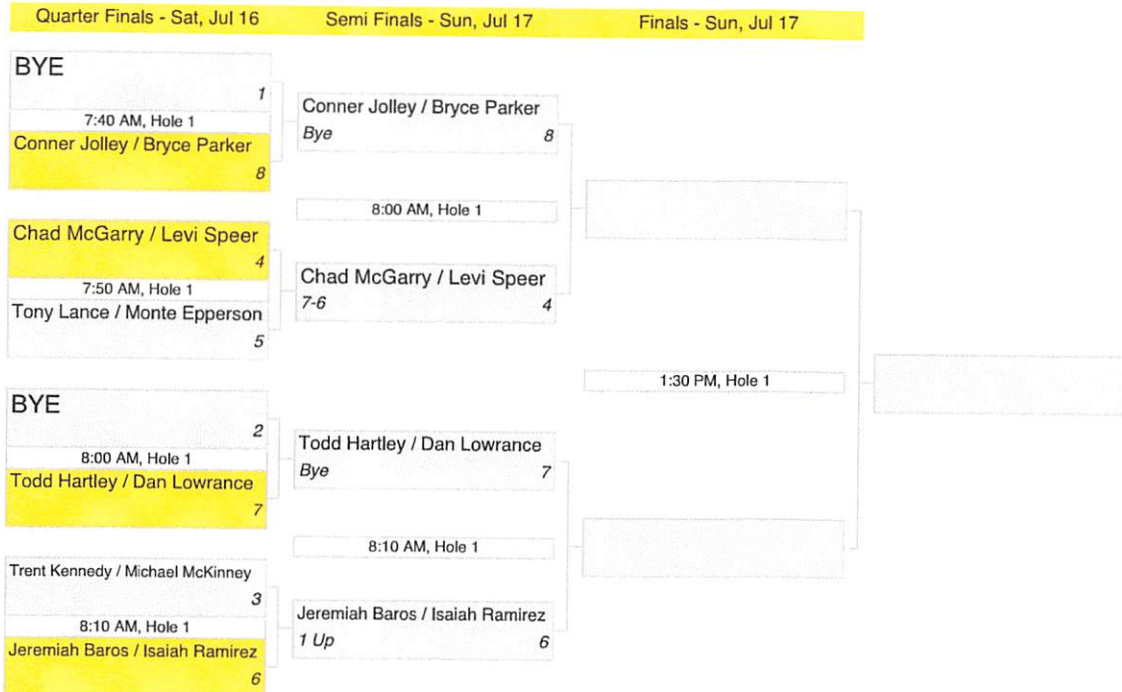 Quarter Finals - Sat, Jul 16
Semi Finals - Sun, Jul 17
Finals - Sun, Jul 17
BYE
1
7:40 AM, Hole 1
Conner Jolley / Bryce Parker
8
Chad McGarry / Levi Speer
4
7:50 AM, Hole 1
Tony Lance / Monte Epperson
5
BYE
2
8:00 AM, Hole 1
Todd Hartley / Dan Lowrance
7
Trent Kennedy / Michael McKinney
3
8:10 AM, Hole 1
Jeremiah Baros / Isaiah Ramirez
6
Conner Jolley / Bryce Parker
Bye 8
8:00 AM, Hole 1
Chad McGarry / Levi Speer
7-6 4
Todd Hartley / Dan Lowrance
Bye 7
8:10 AM, Hole 1
Jeremiah Baros / Isaiah Ramirez
1 Up 6
1:30 PM, Hole 1